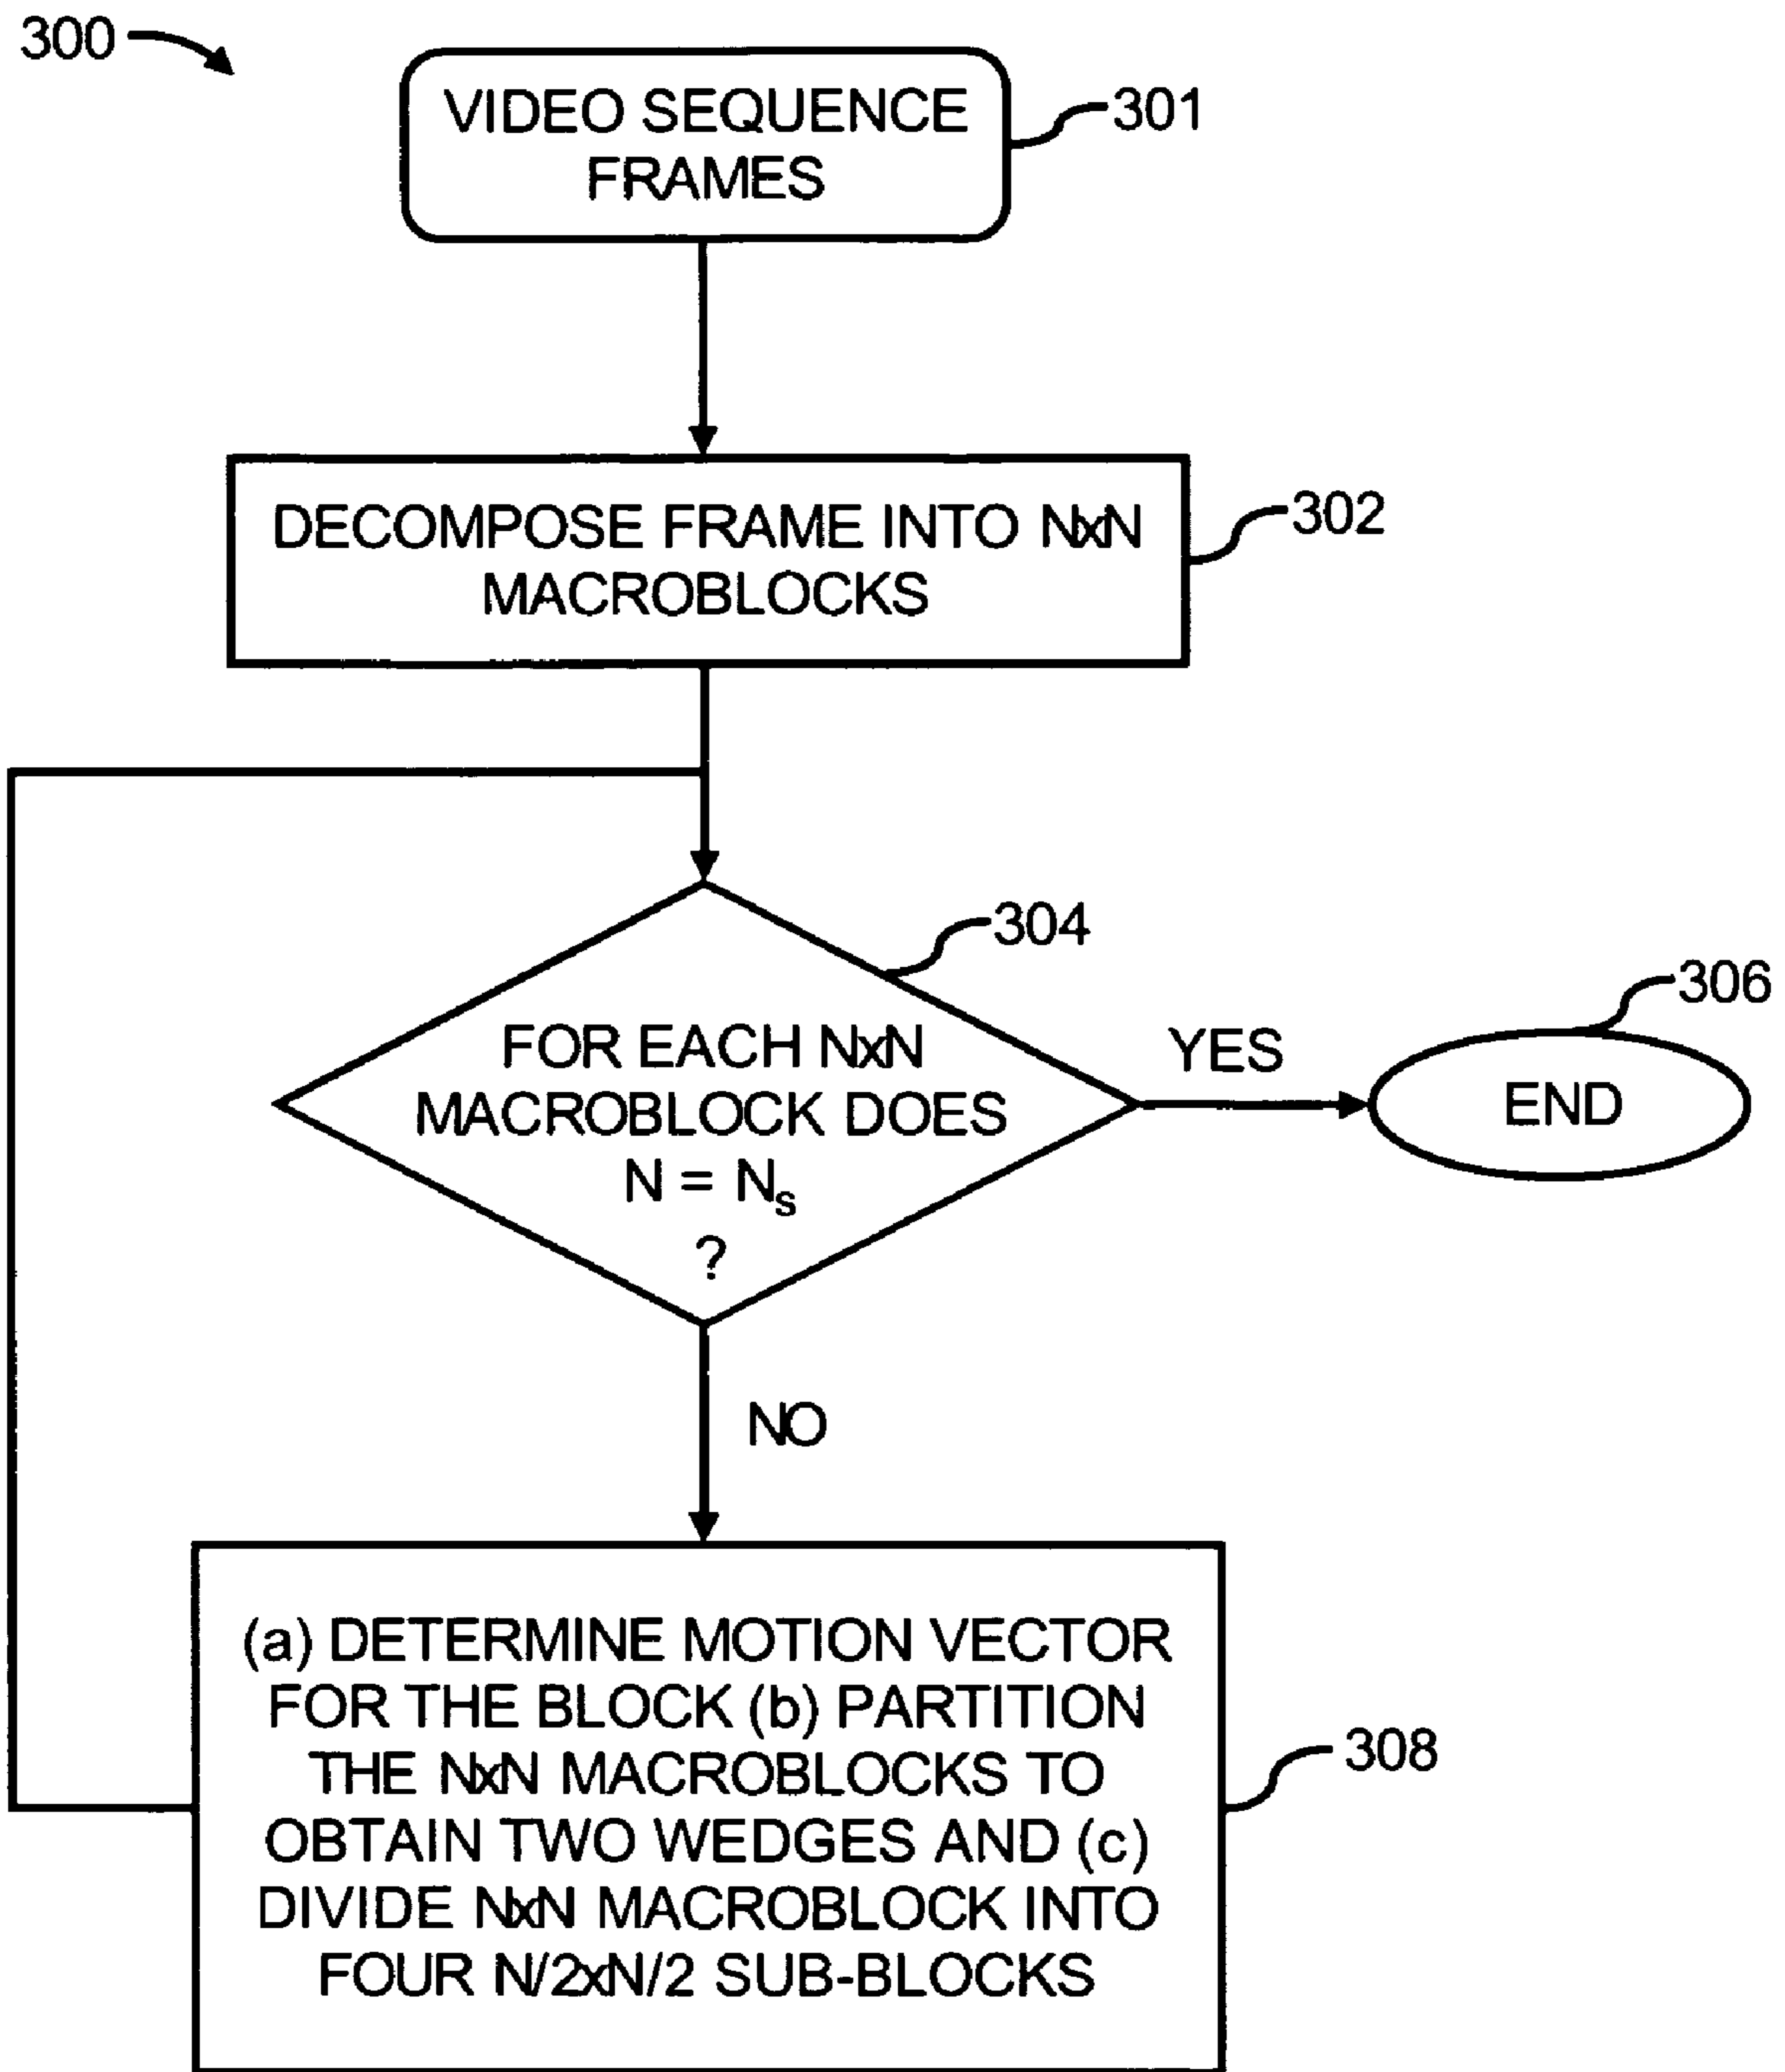 300
VIDEO SEQUENCE
FRAMES
301
DECOMPOSE FRAME INTO NxN
MACROBLOCKS
302
304
FOR EACH NxN
MACROBLOCK DOES
N = Ns
?
YES
306
END
NO
(a) DETERMINE MOTION VECTOR
FOR THE BLOCK (b) PARTITION
THE NxN MACROBLOCKS TO
OBTAIN TWO WEDGES AND (c)
DIVIDE NxN MACROBLOCK INTO
FOUR N/2xN/2 SUB-BLOCKS
308